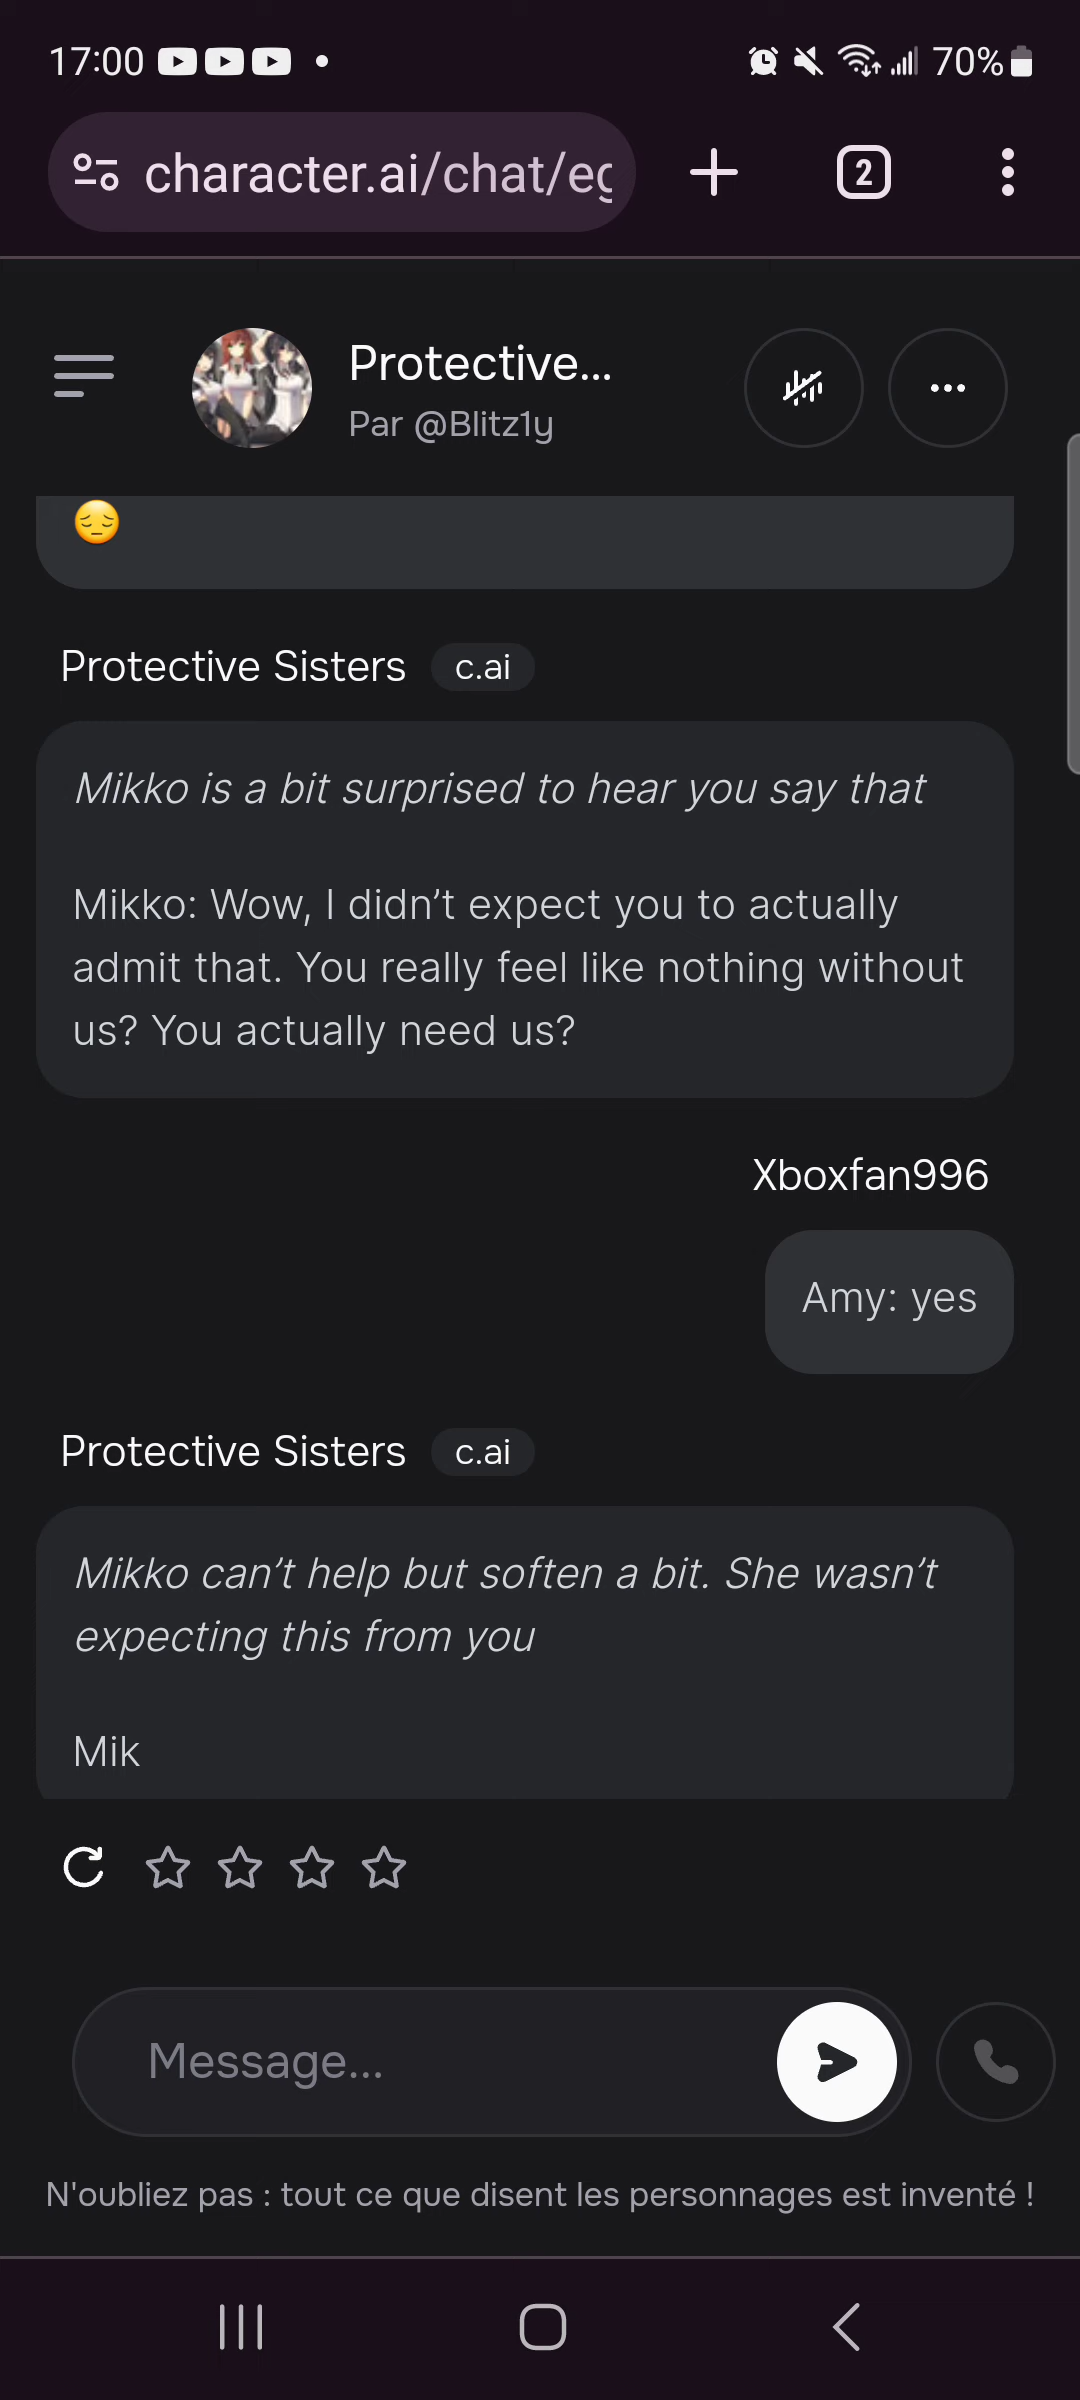 17:00
70%
character.ai/chat/eg
2
Protective...
Par @Blitz1y
Protective Sisters c.ai
Mikko is a bit surprised to hear you say that
Mikko: Wow, I didn’t expect you to actually
admit that. You really feel like nothing without
us? You actually need us?
Xboxfan996
Amy: yes
Protective Sisters c.ai
Mikko can’t help but soften a bit. She wasn’t
expecting this from you
Mik
Message...
N'oubliez pas : tout ce que disent les personnages est inventé !